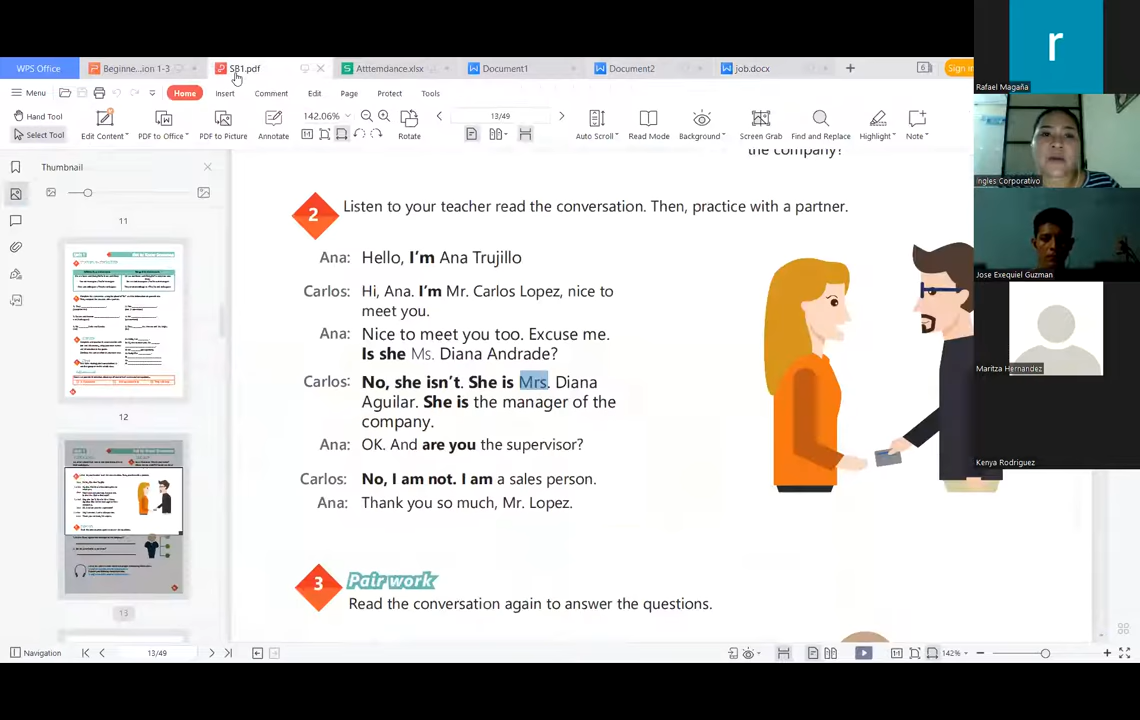 WPS Office
Beginne...ion 1-3
SB1.pdf
Atttemdance.xlsx
Document1
Document2
job.docx
6
Sign in
Menu
Home
Insert
Comment
Edit
Page
Protect
Tools
Hand Tool
Select Tool
Edit Content
PDF to Office
PDF to Picture
Annotate
142.06%
Rotate
13/49
Auto Scroll
Read Mode
Background
Screen Grab
Find and Replace
Highlight
Note
Thumbnail
11
12
13
the company?
2
Listen to your teacher read the conversation. Then, practice with a partner.
Ana: Hello, I'm Ana Trujillo
Carlos: Hi, Ana. I'm Mr. Carlos Lopez, nice to
meet you.
Ana: Nice to meet you too. Excuse me.
Is she Ms. Diana Andrade?
Carlos: No, she isn't. She is Mrs. Diana
Aguilar. She is the manager of the
company.
Ana: OK. And are you the supervisor?
Carlos: No, I am not. I am a sales person.
Ana: Thank you so much, Mr. Lopez.
3
Pair work
Read the conversation again to answer the questions.
Navigation
13/49
142%
r
Rafael Magaña
Ingles Corporativo
Jose Exequiel Guzman
Maritza Hernandez
Kenya Rodriguez